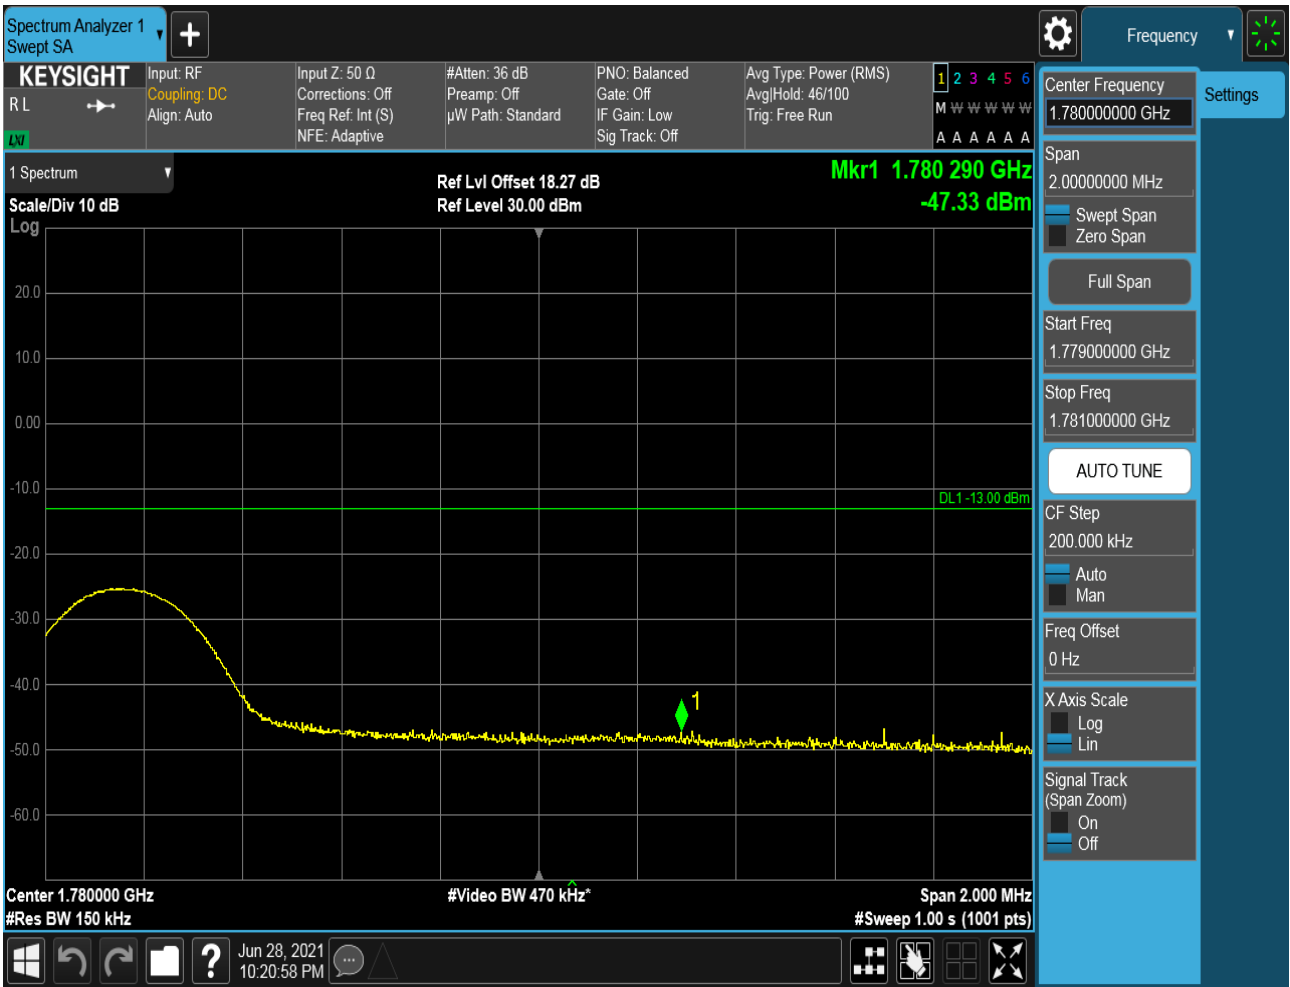 Spectrum Analyzer 1
Swept SA
Frequency
KEYSIGHT
R L
LXI
Input: RF
Coupling: DC
Align: Auto
Input Z: 50 Ω
Corrections: Off
Freq Ref: Int (S)
NFE: Adaptive
#Atten: 36 dB
Preamp: Off
µW Path: Standard
PNO: Balanced
Gate: Off
IF Gain: Low
Sig Track: Off
Avg Type: Power (RMS)
Avg|Hold: 46/100
Trig: Free Run
1 2 3 4 5 6
M W W W W W
A A A A A A
1 Spectrum
Scale/Div 10 dB
Log
Ref Lvl Offset 18.27 dB
Ref Level 30.00 dBm
Mkr1 1.780 290 GHz
-47.33 dBm
20.0
10.0
0.00
-10.0
DL1 -13.00 dBm
-20.0
-30.0
-40.0
1
-50.0
-60.0
Center 1.780000 GHz
#Res BW 150 kHz
#Video BW 470 kHz*
Span 2.000 MHz
#Sweep 1.00 s (1001 pts)
Center Frequency
1.780000000 GHz
Settings
Span
2.00000000 MHz
Swept Span
Zero Span
Full Span
Start Freq
1.779000000 GHz
Stop Freq
1.781000000 GHz
AUTO TUNE
CF Step
200.000 kHz
Auto
Man
Freq Offset
0 Hz
X Axis Scale
Log
Lin
Signal Track
(Span Zoom)
On
Off
?
Jun 28, 2021
10:20:58 PM